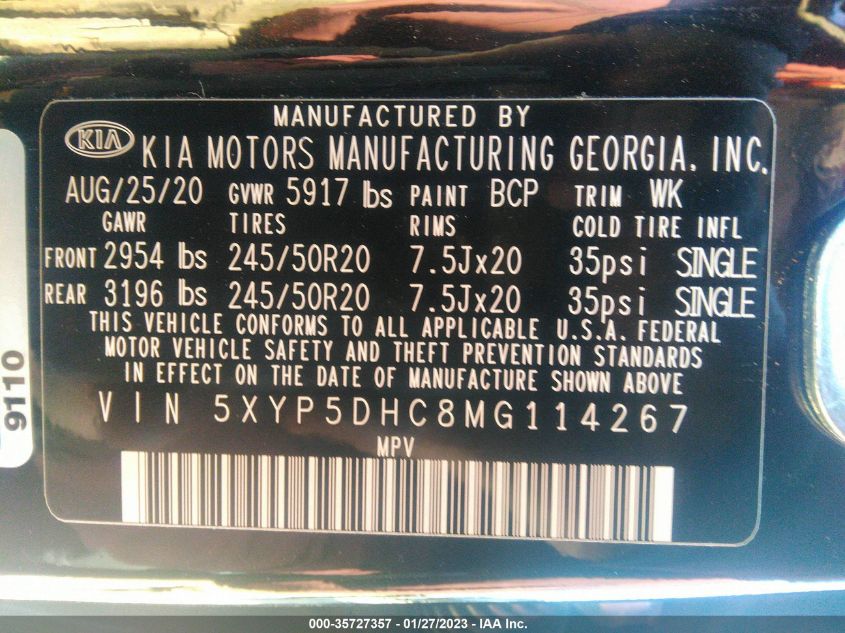 MANUFACTURED BY
KIA KIA MOTORS MANUFACTURING GEORGIA, INC.
AUG/25/20 GVWR 5917 lbs PAINT BCP TRIM WK
GAWR TIRES RIMS COLD TIRE INFL
FRONT 2954 lbs 245/50R20 7.5Jx20 35psi SINGLE
REAR 3196 lbs 245/50R20 7.5Jx20 35psi SINGLE
THIS VEHICLE CONFORMS TO ALL APPLICABLE U.S.A. FEDERAL
MOTOR VEHICLE SAFETY AND THEFT PREVENTION STANDARDS
IN EFFECT ON THE DATE OF MANUFACTURE SHOWN ABOVE
VIN 5XYP5DHC8MG114267
MPV
9110
000-35727357 - 01/27/2023 - IAA Inc.